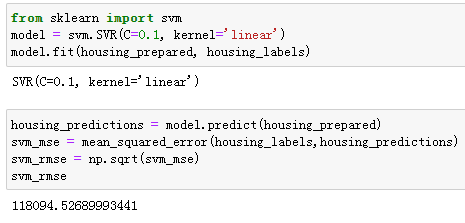 from sklearn import svm
model = svm.SVR(C=0.1, kernel='linear')
model.fit(housing_prepared, housing_labels)
SVR(C=0.1, kernel='linear')
housing_predictions = model.predict(housing_prepared)
svm_mse = mean_squared_error(housing_labels,housing_predictions)
svm_rmse = np.sqrt(svm_mse)
svm_rmse
118094.52689993441